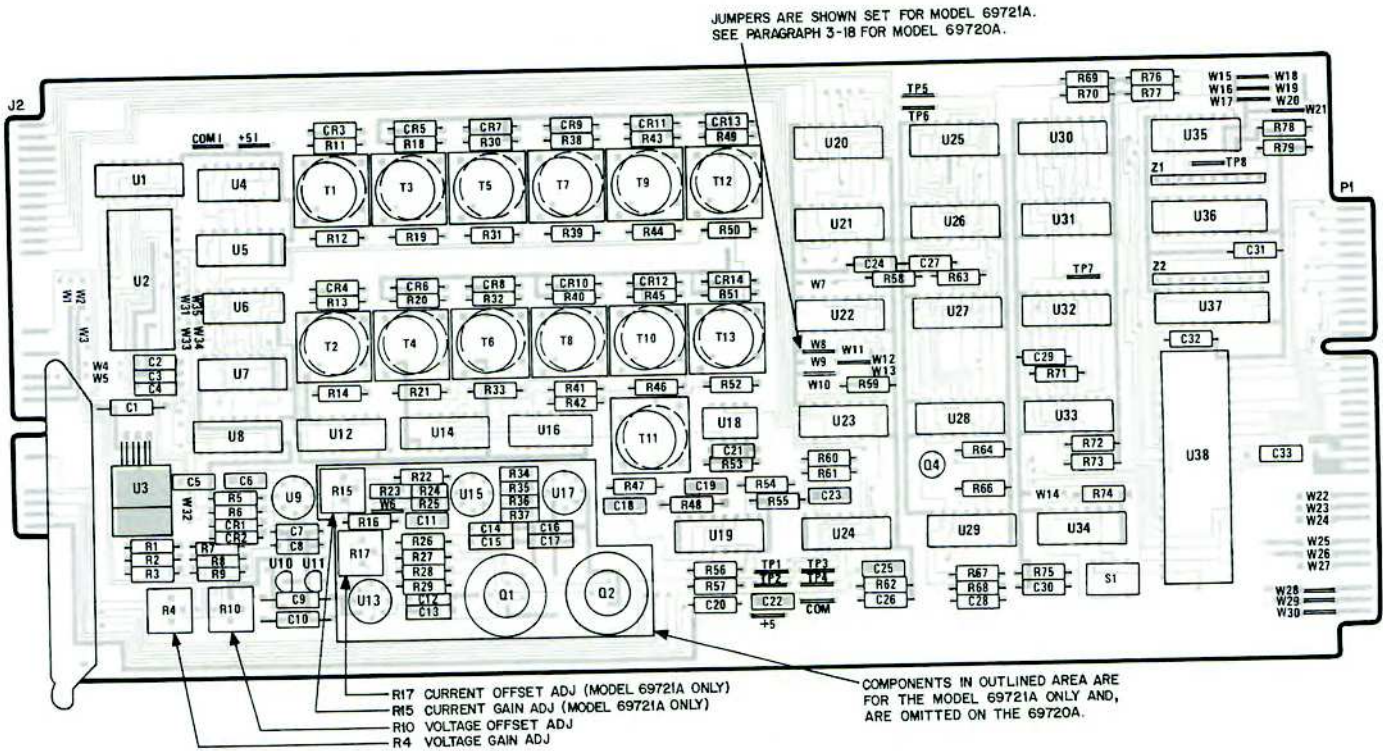 JUMPERS ARE SHOWN SET FOR MODEL 69721A.
SEE PARAGRAPH 3-18 FOR MODEL 69720A.
J2
COM1 +51
CR3 CR5 CR7 CR9 CR11 CR13
R11 R18 R30 R38 R43 R49
TP5
TP6
R69 R76
R70 R77
W15 W18
W16 W19
W17 W20
W21
U20 U25 U30 U35
R78
R79
TP8
Z1
P1
U1 U4
T1 T3 T5 T7 T9 T12
U21 U26 U31 U36
R12 R19 R31 R39 R44 R50
U5
C31
C24 C27
R58 R63
TP7
Z2
U2
W1 W2
W3
W31 W35
W33 W34
CR4 CR6 CR8 CR10 CR12 CR14
R13 R20 R32 R40 R45 R51
W7
U6
U22 U27 U32 U37
T2 T4 T6 T8 T10 T13
C32
W8 W11
W9 W12
W13
W10 R59
C29
R71
W4
W5
C2
C3
C4
U7
C1
R14 R21 R33 R41 R46 R52
R42
U8 U12 U14 U16
T11
U18
U23 U28 U33
C21
R53
R60
R61
Q4
R64
R72
R73
U38
C33
U3
C5 C6
W32
R5
R6
CR1
CR2
U9
R15
R22
R23 R24
W6 R25
R16 C11
U15
R34
R35
R36
R37
U17
R47 C19 R54
C18 R48 R55
C23
R66
W14 R74
W22
W23
W24
C7
C8
C14 C16
C15 C17
U19 U24 U29 U34
R1
R2
R3
R7
R8
R9
U10 U11
R17
R26
R27
R28
R29
C12
C13
W25
W26
W27
R56
R57
C20
TP1 TP3
TP2 TP4
C22 COM
+5
C25
R62
C26
R67
R68
C28
R75
C30
S1
W28
W29
W30
R4 R10
C9
C10
U13
Q1 Q2
R17 CURRENT OFFSET ADJ (MODEL 69721A ONLY)
R15 CURRENT GAIN ADJ (MODEL 69721A ONLY)
R10 VOLTAGE OFFSET ADJ
R4 VOLTAGE GAIN ADJ
COMPONENTS IN OUTLINED AREA ARE
FOR THE MODEL 69721A ONLY AND,
ARE OMITTED ON THE 69720A.